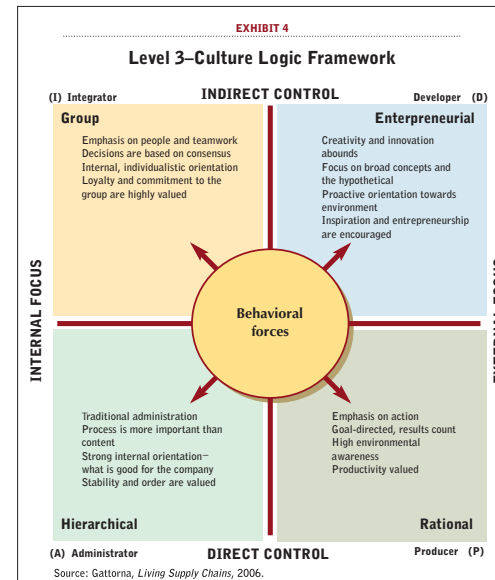 EXHIBIT 4
Level 3–Culture Logic Framework
(I) Integrator
INDIRECT CONTROL
Developer (D)
Group
Emphasis on people and teamwork
Decisions are based on consensus
Internal, individualistic orientation
Loyalty and commitment to the
group are highly valued
Enterpreneurial
Creativity and innovation
abounds
Focus on broad concepts and
the hypothetical
Proactive orientation towards
environment
Inspiration and entrepreneurship
are encouraged
INTERNAL FOCUS
Behavioral
forces
Traditional administration
Process is more important than
content
Strong internal orientation–
what is good for the company
Stability and order are valued
Hierarchical
Emphasis on action
Goal-directed, results count
High environmental
awareness
Productivity valued
Rational
(A) Administrator
DIRECT CONTROL
Producer (P)
Source: Gattorna, Living Supply Chains, 2006.